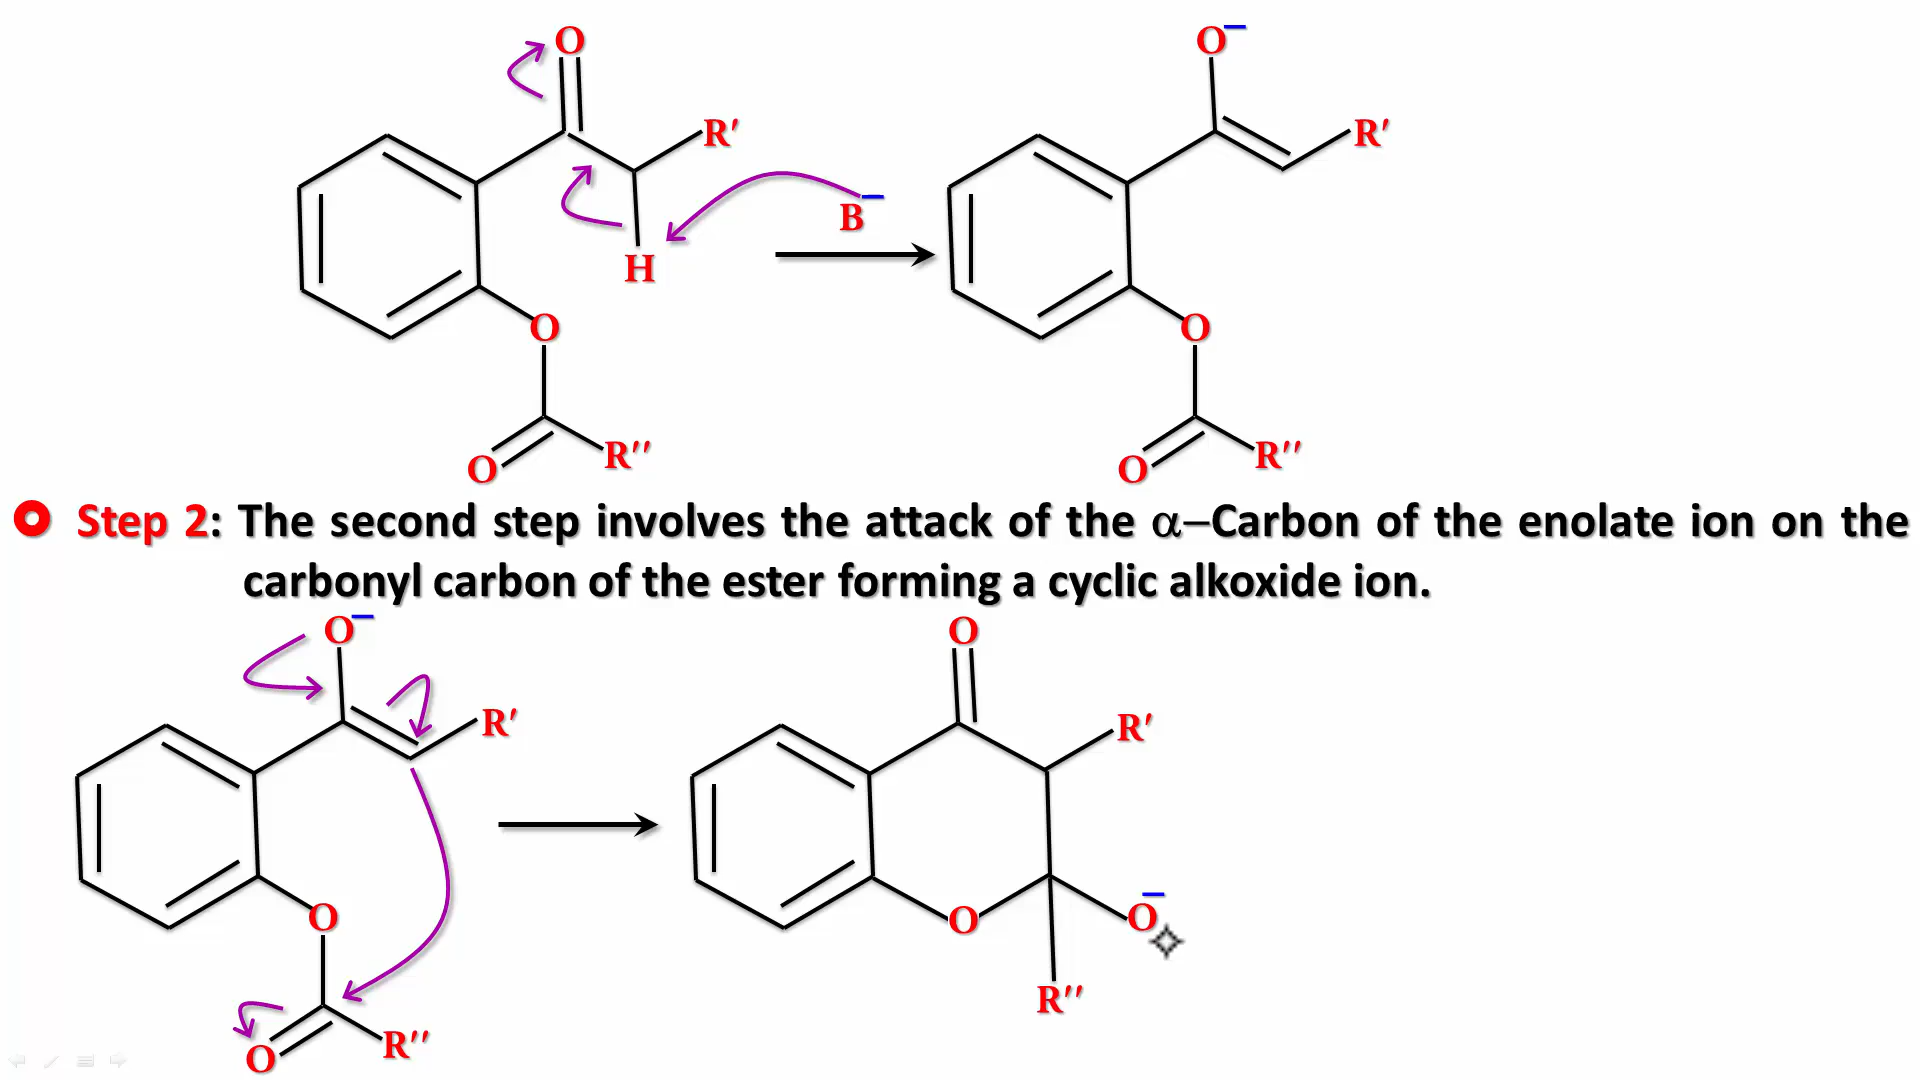 O
O⁻
R′
R′
B⁻
H
O
O
O
R′′
O
R′′
Step 2: The second step involves the attack of the α–Carbon of the enolate ion on the
carbonyl carbon of the ester forming a cyclic alkoxide ion.
O⁻
O
R′
R′
O
O
O⁻
R′′
O
R′′